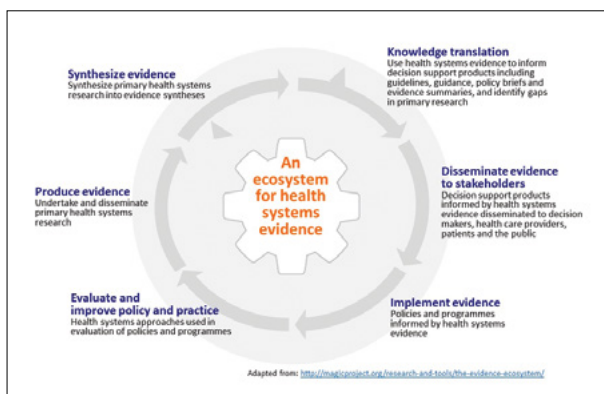 Knowledge translation
Use health systems evidence to inform
decision support products including
guidelines, guidance, policy briefs and
evidence summaries, and identify gaps
in primary research
Disseminate evidence
to stakeholders
Decision support products
informed by health systems
evidence disseminated to decision
makers, health care providers,
patients and the public
Implement evidence
Policies and programmes
informed by health systems
evidence
Evaluate and
improve policy and practice
Health systems approaches used in
evaluation of policies and programmes
Produce evidence
Undertake and disseminate
primary health systems
research
Synthesize evidence
Synthesize primary health systems
research into evidence syntheses
An
ecosystem
for health
systems
evidence
Adapted from: http://magicproject.org/research-and-tools/the-evidence-ecosystem/